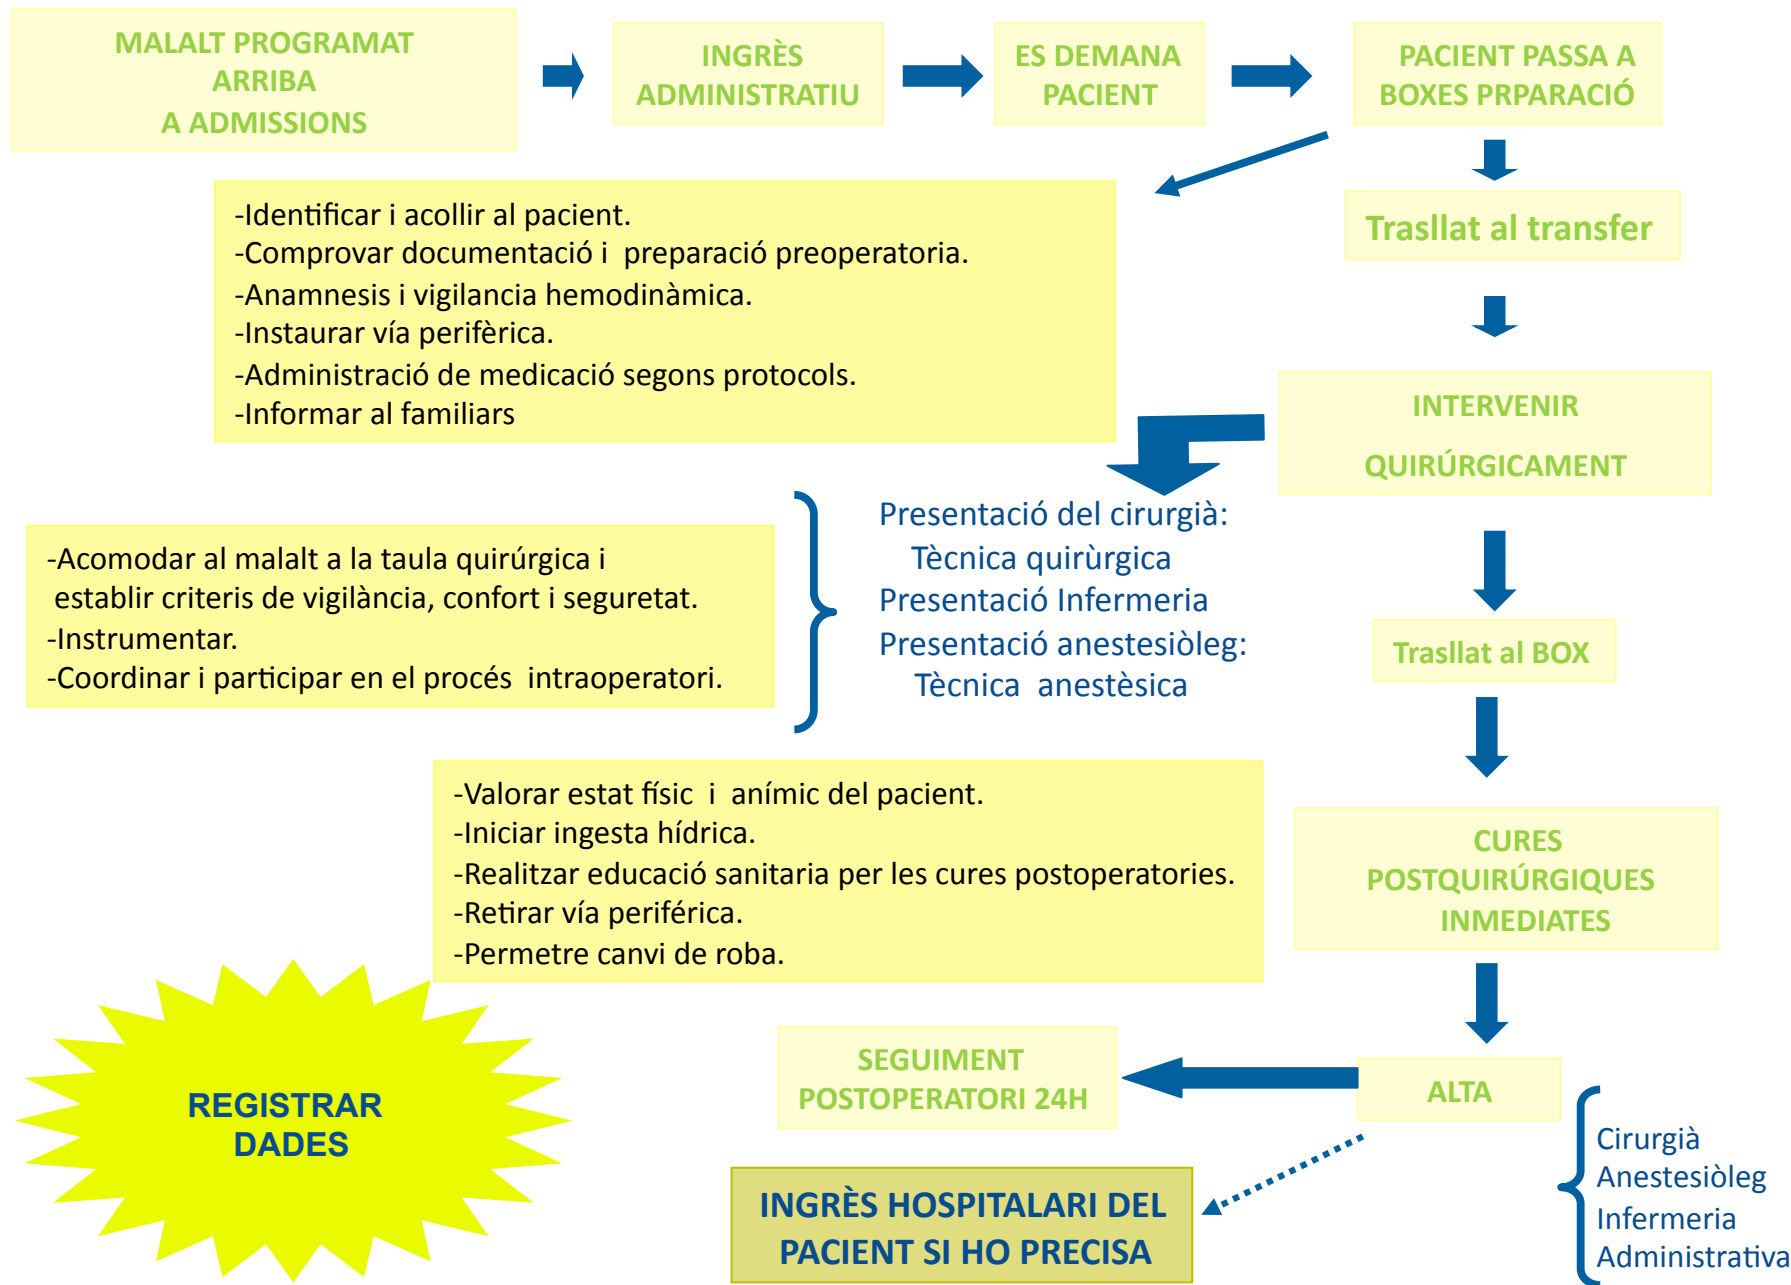 MALALT PROGRAMAT
ARRIBA
A ADMISSIONS
INGRÈS
ADMINISTRATIU
ES DEMANA
PACIENT
PACIENT PASSA A
BOXES PRPARACIÓ
-Identificar i acollir al pacient.
-Comprovar documentació i preparació preoperatoria.
-Anamnesis i vigilancia hemodinàmica.
-Instaurar vía perifèrica.
-Administració de medicació segons protocols.
-Informar al familiars
Trasllat al transfer
INTERVENIR
QUIRÚRGICAMENT
Presentació del cirurgià:
Tècnica quirùrgica
Presentació Infermeria
Presentació anestesiòleg:
Tècnica anestèsica
-Acomodar al malalt a la taula quirúrgica i
establir criteris de vigilància, confort i seguretat.
-Instrumentar.
-Coordinar i participar en el procés intraoperatori.
Trasllat al BOX
-Valorar estat físic i anímic del pacient.
-Iniciar ingesta hídrica.
-Realitzar educació sanitaria per les cures postoperatories.
-Retirar vía periférica.
-Permetre canvi de roba.
CURES
POSTQUIRÚRGIQUES
INMEDIATES
REGISTRAR
DADES
SEGUIMENT
POSTOPERATORI 24H
ALTA
Cirurgià
Anestesiòleg
Infermeria
Administrativa
INGRÈS HOSPITALARI DEL
PACIENT SI HO PRECISA